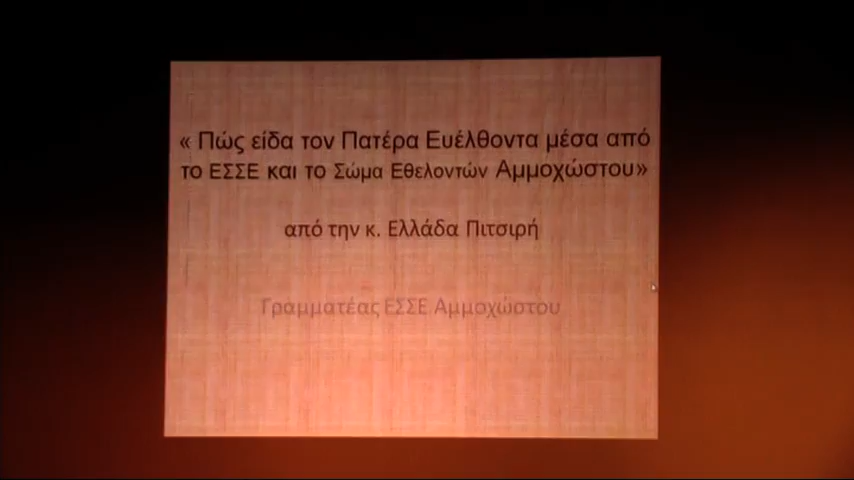 « Πώς είδα τον Πατέρα Ευέλθοντα μέσα από
το ΕΣΣΕ και το Σώμα Εθελοντών Αμμοχώστου»
από την κ. Ελλάδα Πιτσιρή
Γραμματέας ΕΣΣΕ Αμμοχώστου